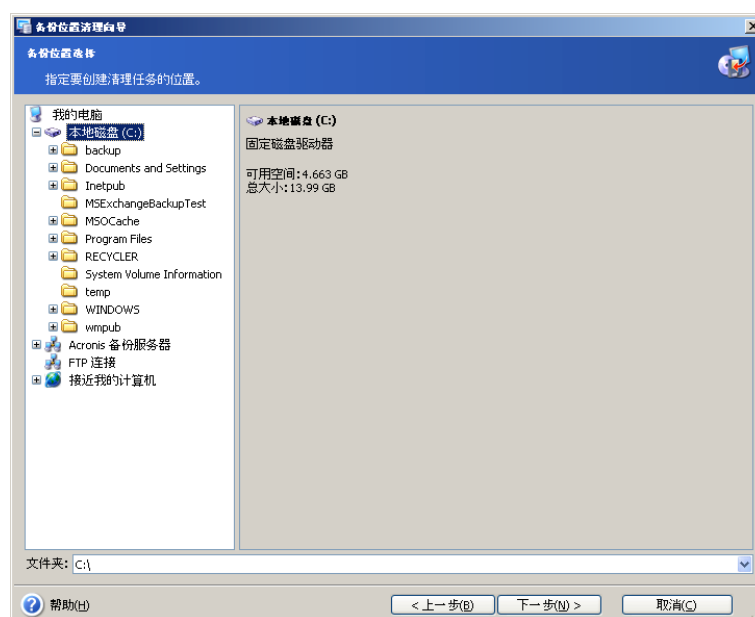 备份位置清理向导
备份位置选择
指定要创建清理任务的位置。
我的电脑
本地磁盘 (C:)
backup
Documents and Settings
Inetpub
MSExchangeBackupTest
MSOCache
Program Files
RECYCLER
System Volume Information
temp
WINDOWS
wmpub
Acronis 备份服务器
FTP 连接
接近我的计算机
本地磁盘 (C:)
固定磁盘驱动器
可用空间:4.663 GB
总大小:13.99 GB
文件夹: C:\
帮助(H)
< 上一步(B)
下一步(N) >
取消(C)